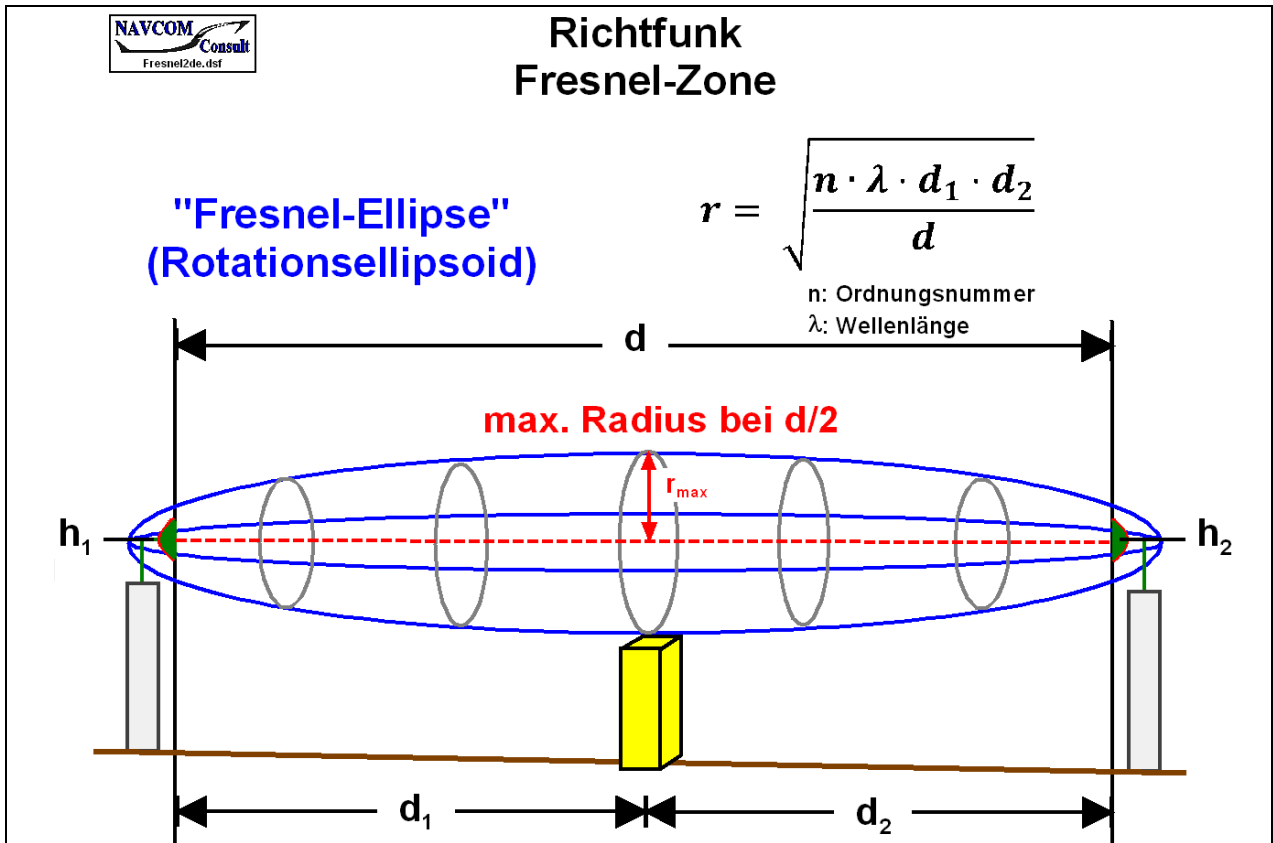 NAVCOM
Consult
Fresnel2de.dsf
Richtfunk
Fresnel-Zone
"Fresnel-Ellipse"
(Rotationsellipsoid)
r = √(n · λ · d₁ · d₂ / d)
n: Ordnungsnummer
λ: Wellenlänge
d
max. Radius bei d/2
rmax
h₁
h₂
d₁
d₂